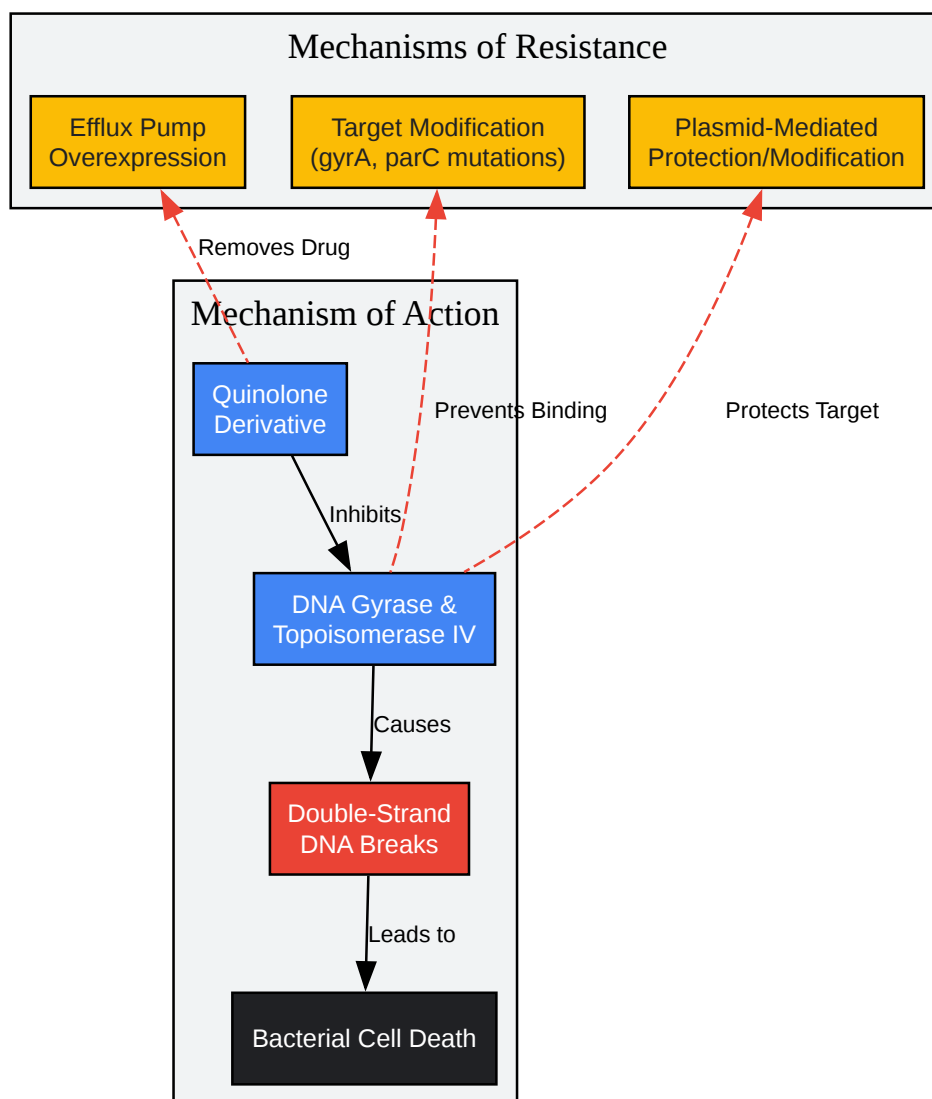 Mechanisms of Resistance
Efflux Pump
Overexpression
Target Modification
(gyrA, parC mutations)
Plasmid-Mediated
Protection/Modification
Removes Drug
Mechanism of Action
Quinolone
Derivative
Prevents Binding
Protects Target
Inhibits
DNA Gyrase &
Topoisomerase IV
Causes
Double-Strand
DNA Breaks
Leads to
Bacterial Cell Death